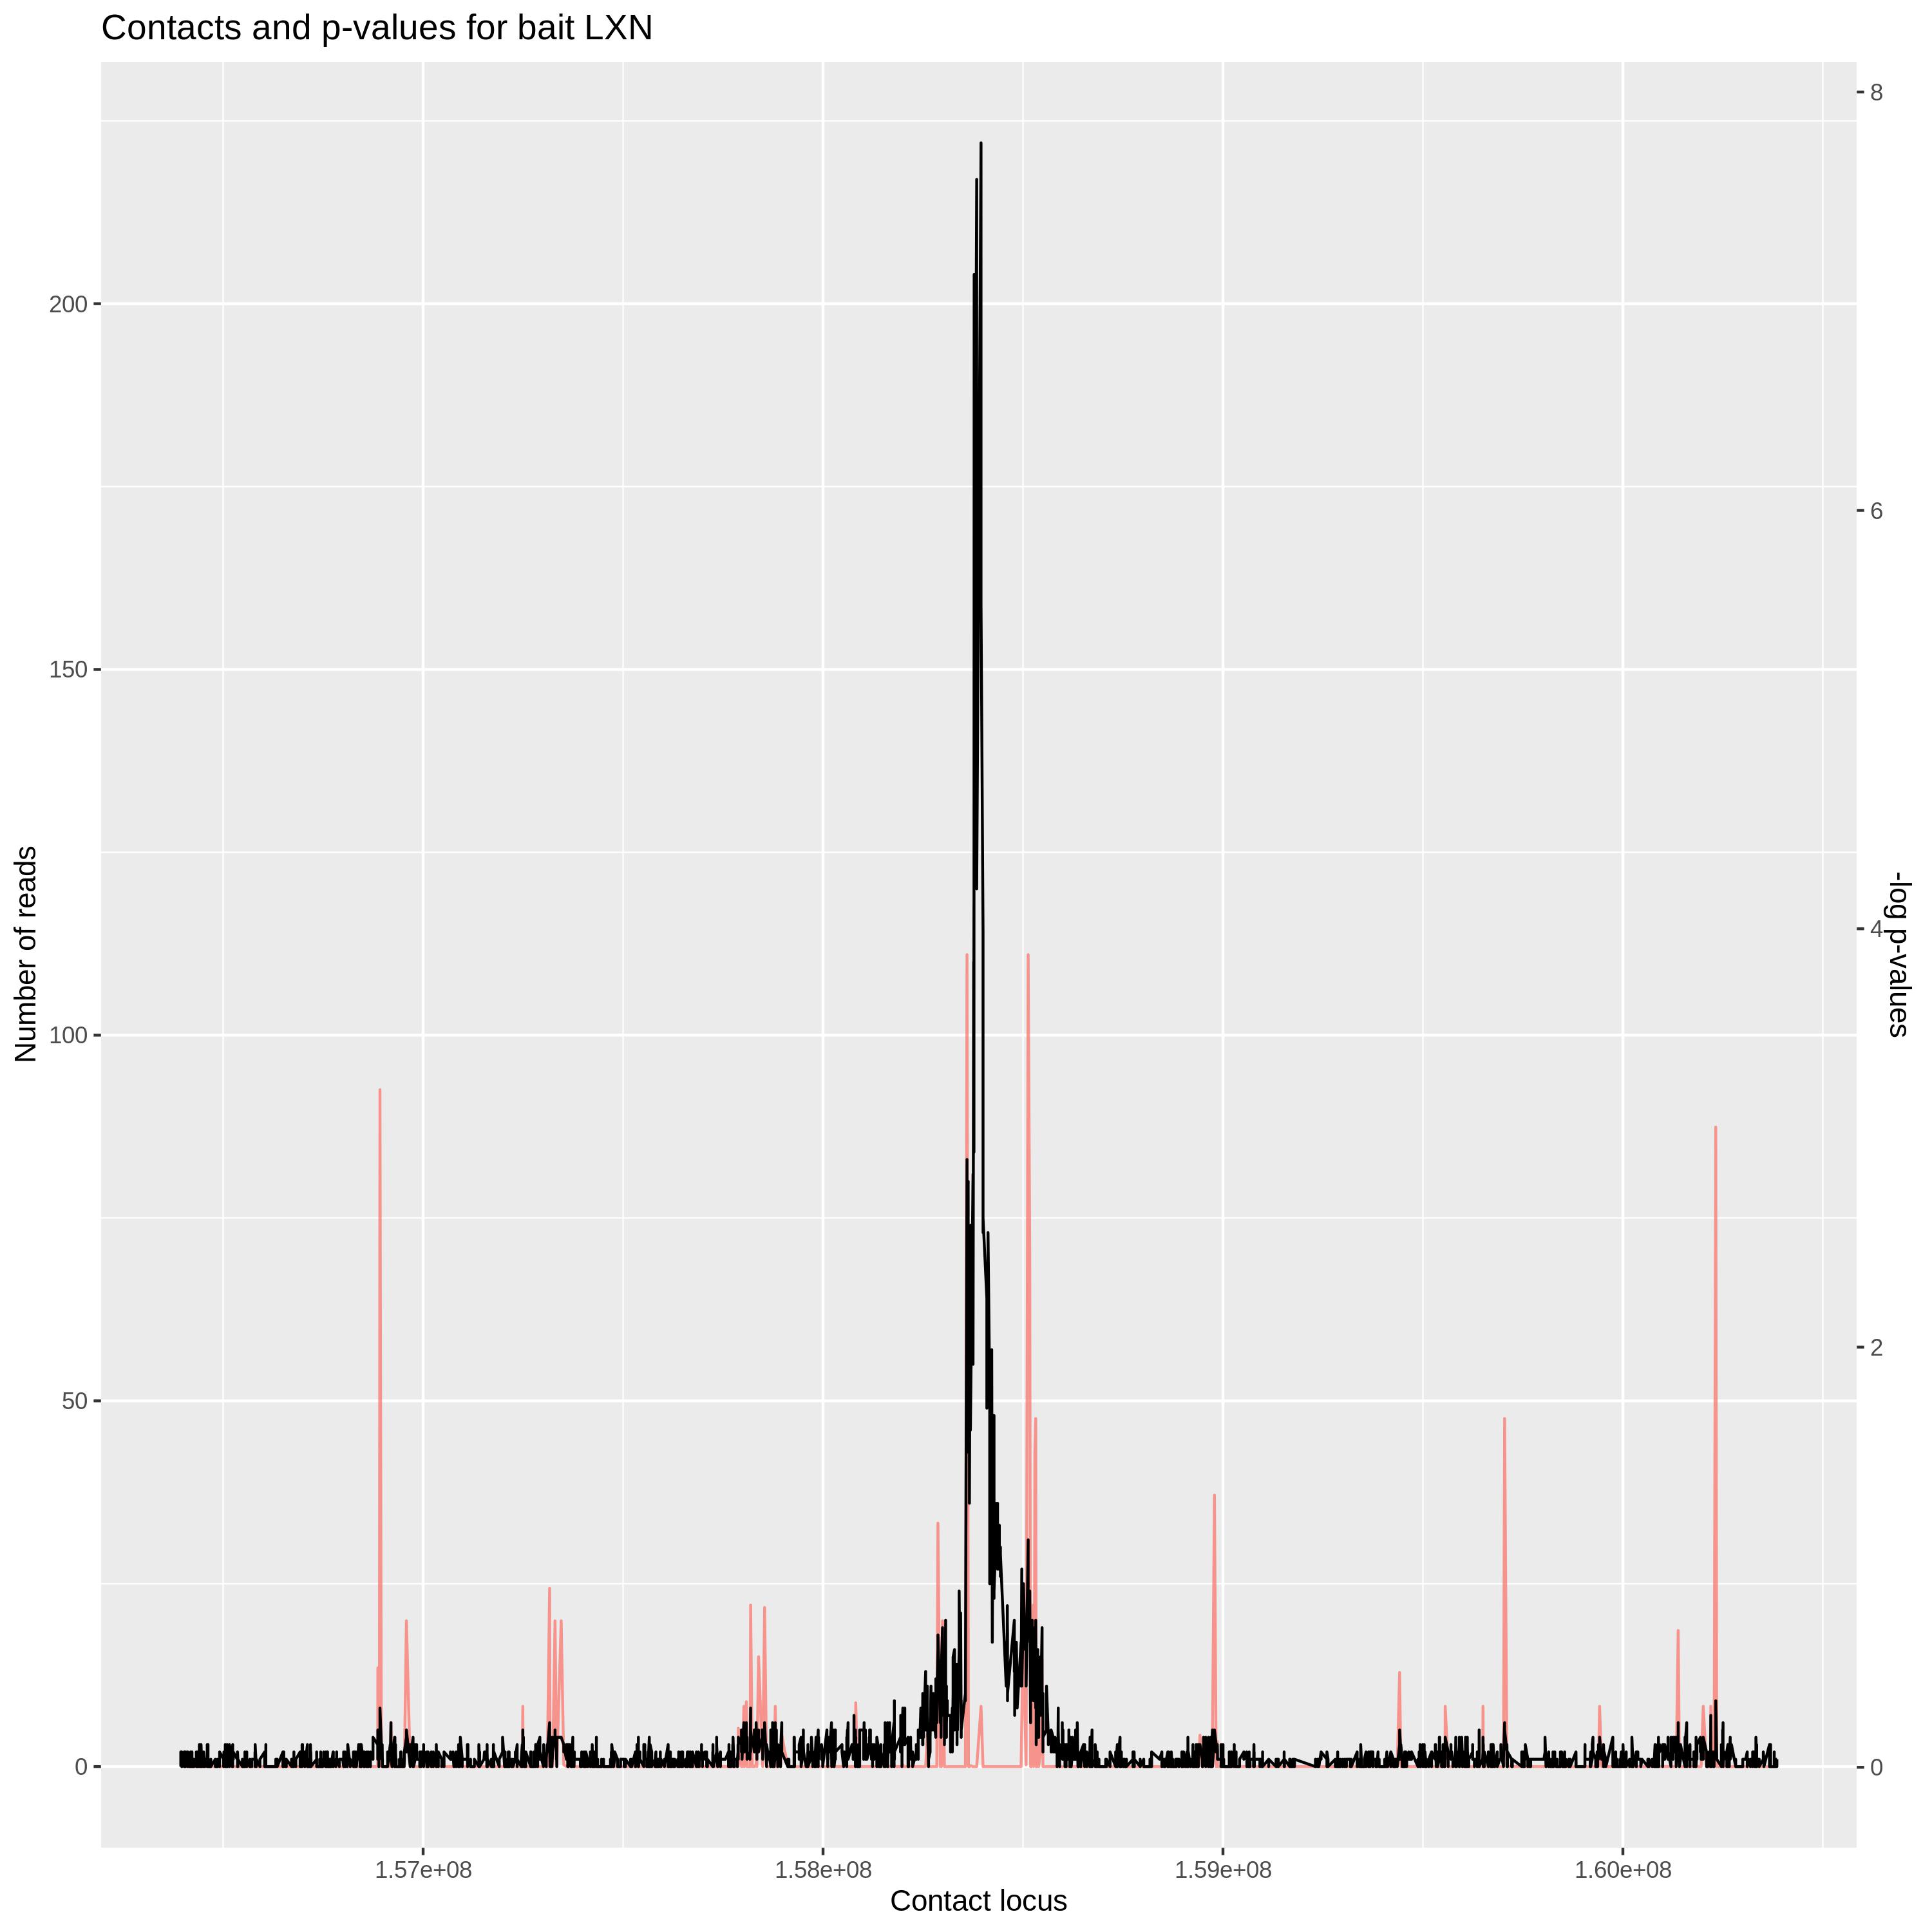 Contacts and p-values for bait LXN
Number of reads
200
150
100
50
0
8
6
4
2
0
-log p-values
1.57e+08
1.58e+08
1.59e+08
1.60e+08
Contact locus